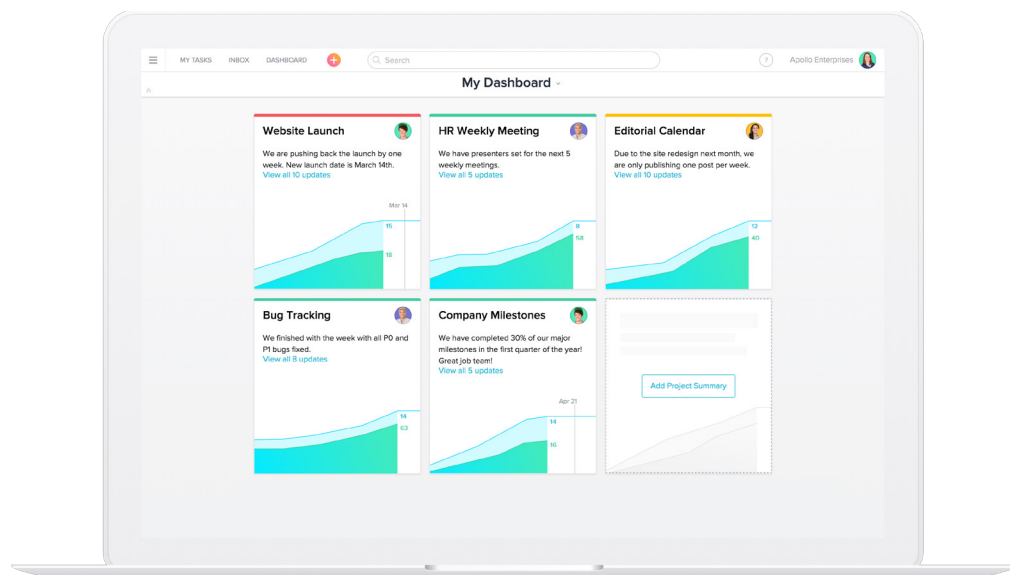 MY TASKS INBOX DASHBOARD + Search ? Apollo Enterprises
My Dashboard
Website Launch
We are pushing back the launch by one
week. New launch date is March 14th.
View all 10 updates
Mar 14
15
18
HR Weekly Meeting
We have presenters set for the next 5
weekly meetings.
View all 5 updates
8
58
Editorial Calendar
Due to the site redesign next month, we
are only publishing one post per week.
View all 10 updates
12
40
Bug Tracking
We finished with the week with all P0 and
P1 bugs fixed.
View all 8 updates
14
63
Company Milestones
We have completed 30% of our major
milestones in the first quarter of the year!
Great job team!
View all 5 updates
Apr 21
14
16
Add Project Summary